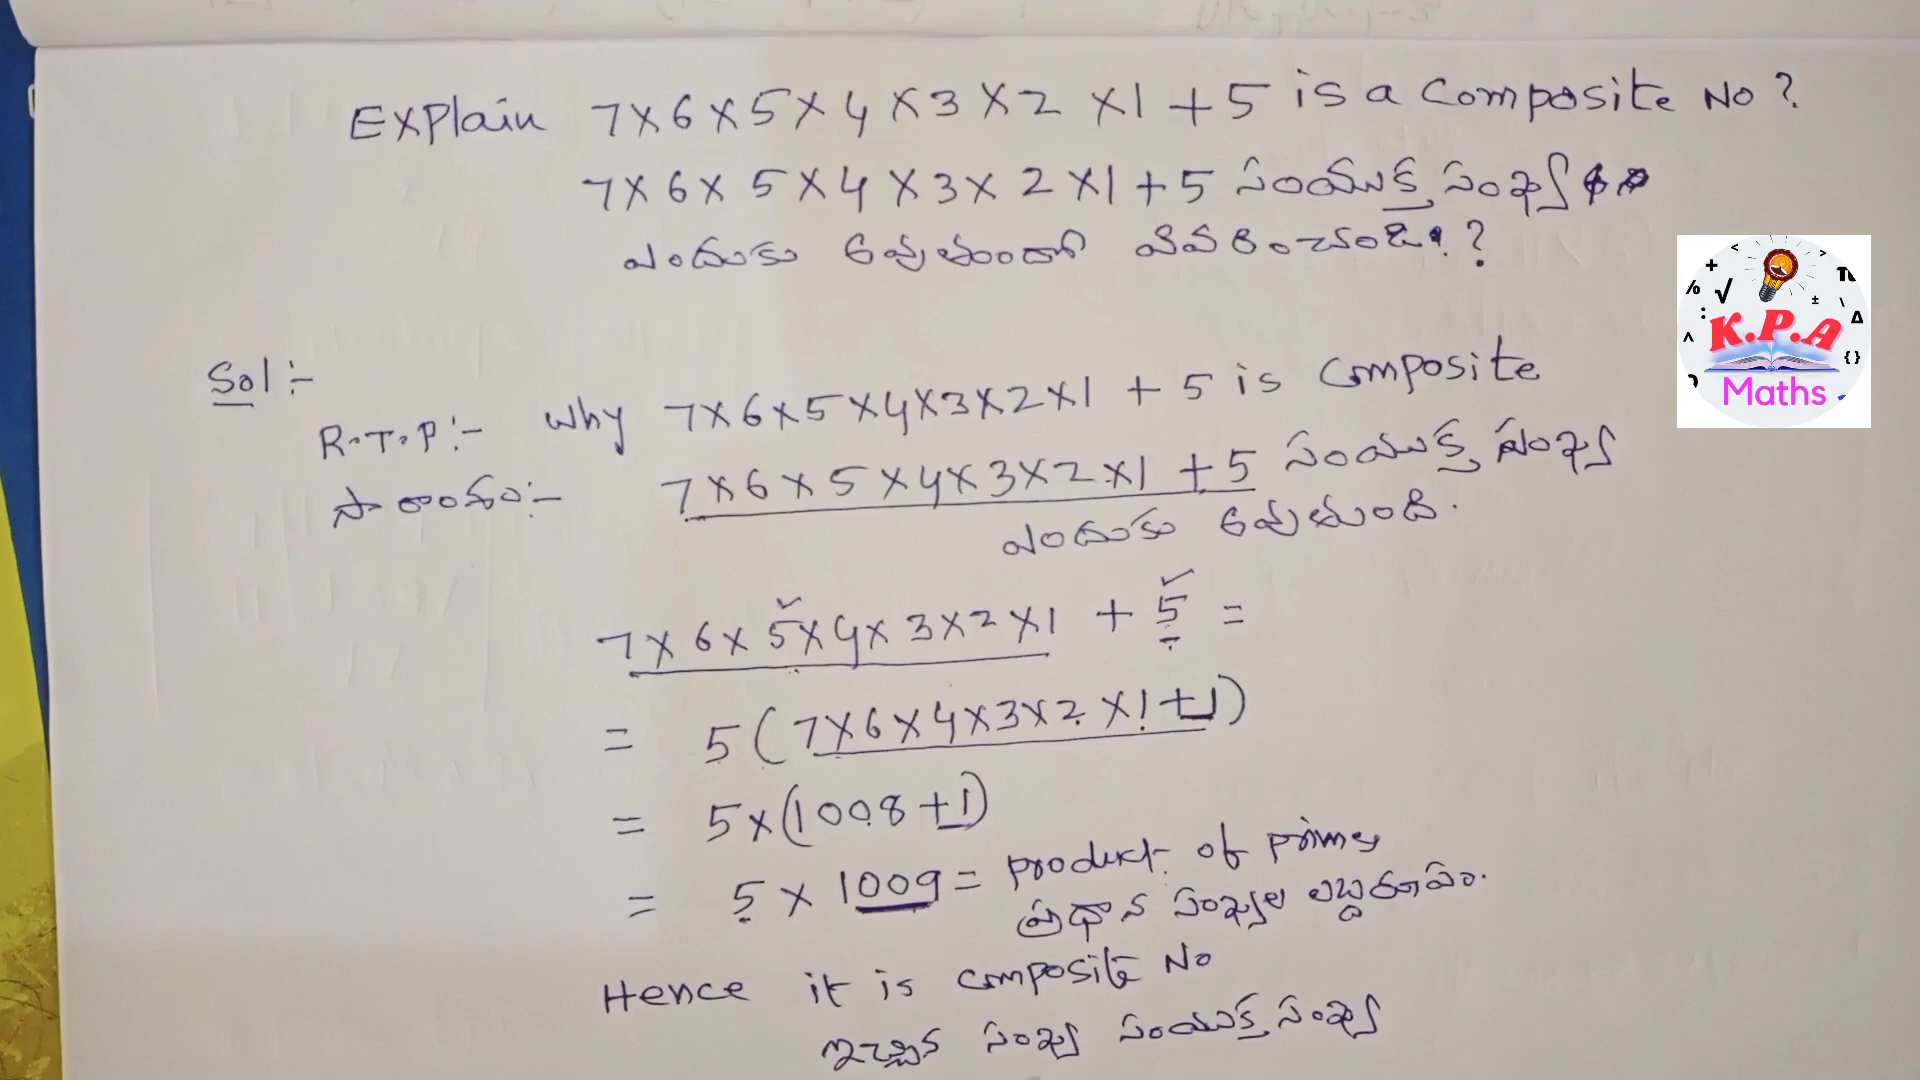 Explain 7×6×5×4×3×2×1+5 is a composite No?
7×6×5×4×3×2×1+5 సంయుక్త సంఖ్య
ఎందుకు అవుతుందో వివరించండి.?
Sol:-
R.T.P:- why 7×6×5×4×3×2×1+5 is composite
సారాంశం:- 7×6×5×4×3×2×1+5 సంయుక్త సంఖ్య
ఎందుకు అవుతుంది.
7×6×5×4×3×2×1+5=
= 5(7×6×4×3×2×1+1)
= 5×(1008+1)
= 5×1009= product of primes
ప్రధాన సంఖ్యల లబ్దరూపం.
Hence it is composite No
ఇచ్చిన సంఖ్య సంయుక్త సంఖ్య
K.P.A
Maths